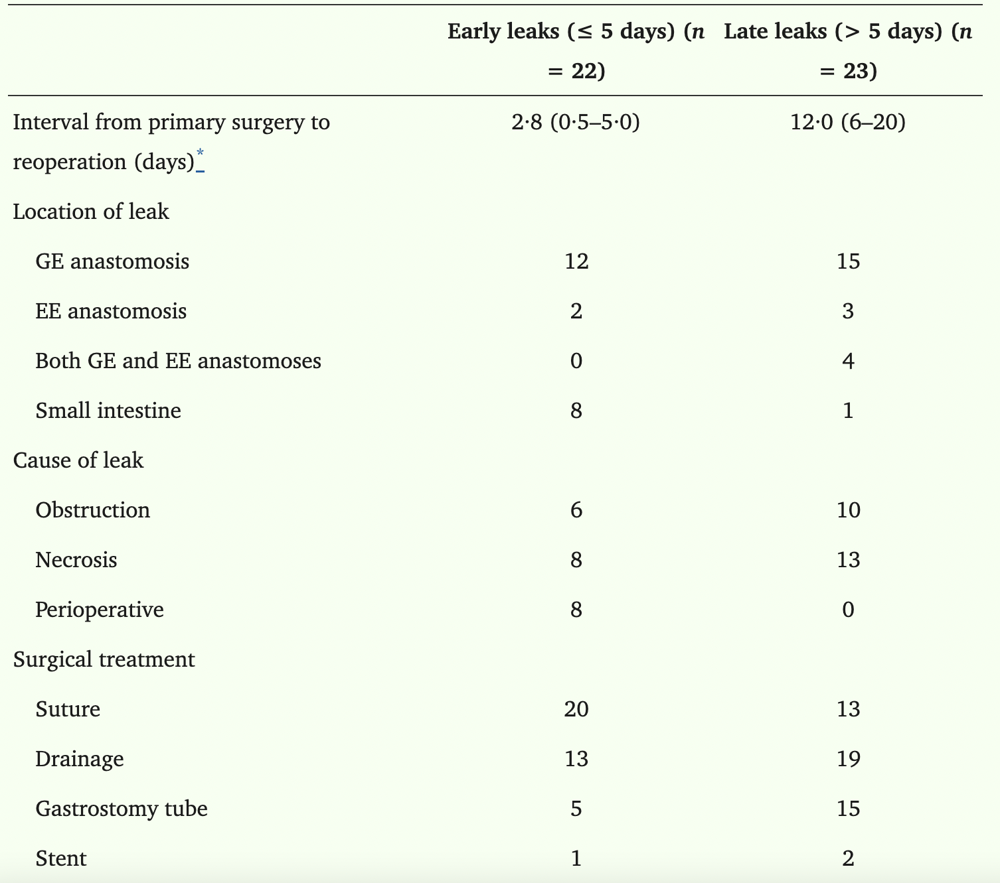 Early leaks (≤ 5 days) (n = 22) Late leaks (> 5 days) (n = 23)
Interval from primary surgery to reoperation (days)* 2·8 (0·5–5·0) 12·0 (6–20)
Location of leak
GE anastomosis 12 15
EE anastomosis 2 3
Both GE and EE anastomoses 0 4
Small intestine 8 1
Cause of leak
Obstruction 6 10
Necrosis 8 13
Perioperative 8 0
Surgical treatment
Suture 20 13
Drainage 13 19
Gastrostomy tube 5 15
Stent 1 2